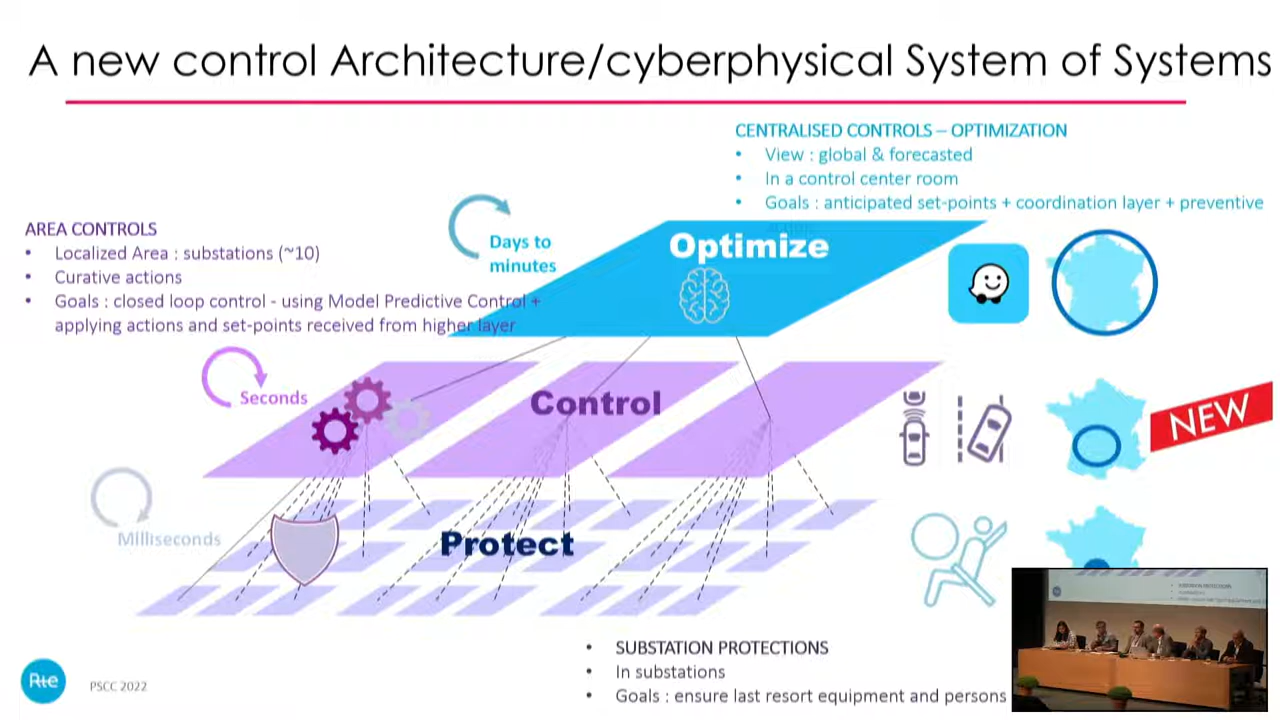 A new control Architecture/cyberphysical System of Systems
CENTRALISED CONTROLS – OPTIMIZATION
• View : global & forecasted
• In a control center room
• Goals : anticipated set-points + coordination layer + preventive
AREA CONTROLS
• Localized Area : substations (~10)
• Curative actions
• Goals : closed loop control - using Model Predictive Control +
applying actions and set-points received from higher layer
Days to
minutes
Optimize
Seconds
Control
NEW
Milliseconds
Protect
• SUBSTATION PROTECTIONS
• In substations
• Goals : ensure last resort equipment and persons
Rte
PSCC 2022